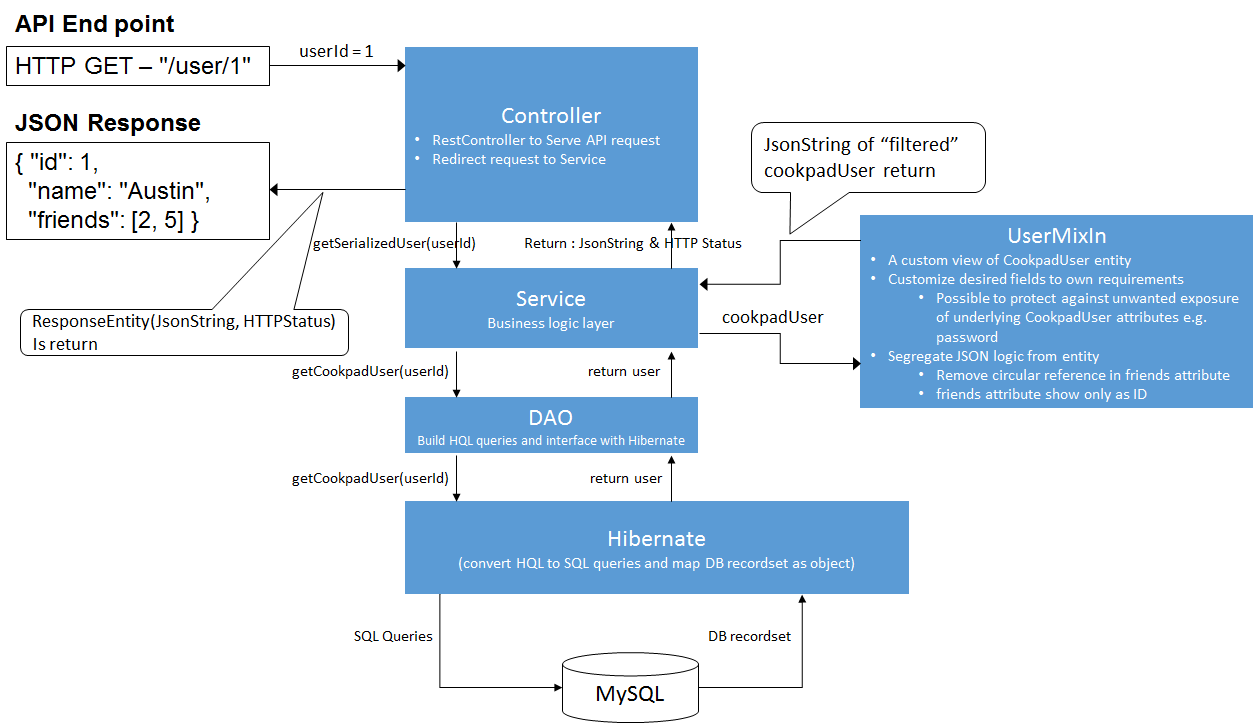 API End point
HTTP GET – "/user/1"
userId = 1
JSON Response
{ "id": 1,
"name": "Austin",
"friends": [2, 5] }
Controller
• RestController to Serve API request
• Redirect request to Service
JsonString of “filtered”
cookpadUser return
getSerializedUser(userId)
Return : JsonString & HTTP Status
UserMixIn
• A custom view of CookpadUser entity
• Customize desired fields to own requirements
• Possible to protect against unwanted exposure
of underlying CookpadUser attributes e.g.
password
• Segregate JSON logic from entity
• Remove circular reference in friends attribute
• friends attribute show only as ID
Service
Business logic layer
cookpadUser
ResponseEntity(JsonString, HTTPStatus)
Is return
getCookpadUser(userId)
return user
DAO
Build HQL queries and interface with Hibernate
getCookpadUser(userId)
return user
Hibernate
(convert HQL to SQL queries and map DB recordset as object)
SQL Queries
DB recordset
MySQL